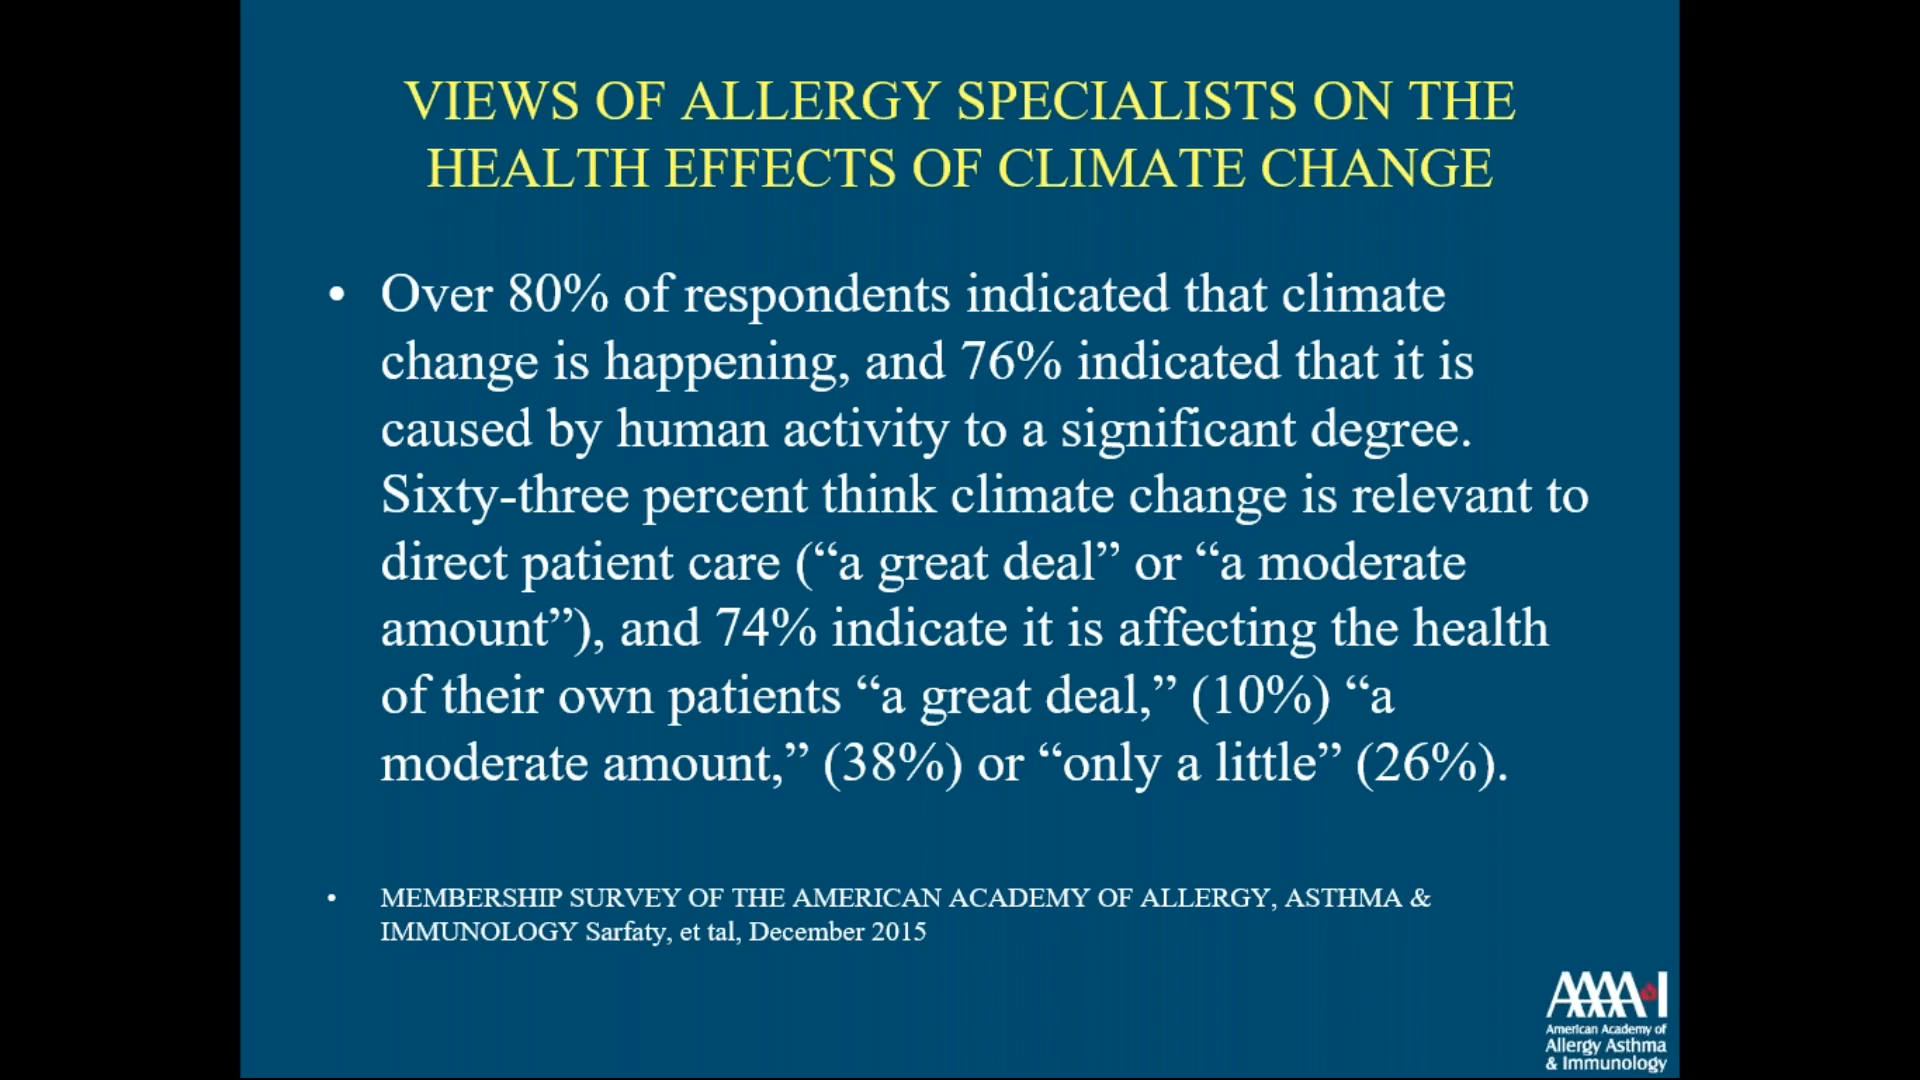 VIEWS OF ALLERGY SPECIALISTS ON THE
HEALTH EFFECTS OF CLIMATE CHANGE
• Over 80% of respondents indicated that climate
change is happening, and 76% indicated that it is
caused by human activity to a significant degree.
Sixty-three percent think climate change is relevant to
direct patient care (“a great deal” or “a moderate
amount”), and 74% indicate it is affecting the health
of their own patients “a great deal,” (10%) “a
moderate amount,” (38%) or “only a little” (26%).
• MEMBERSHIP SURVEY OF THE AMERICAN ACADEMY OF ALLERGY, ASTHMA &
IMMUNOLOGY Sarfaty, et tal, December 2015
AAAAI
American Academy of
Allergy Asthma
& Immunology